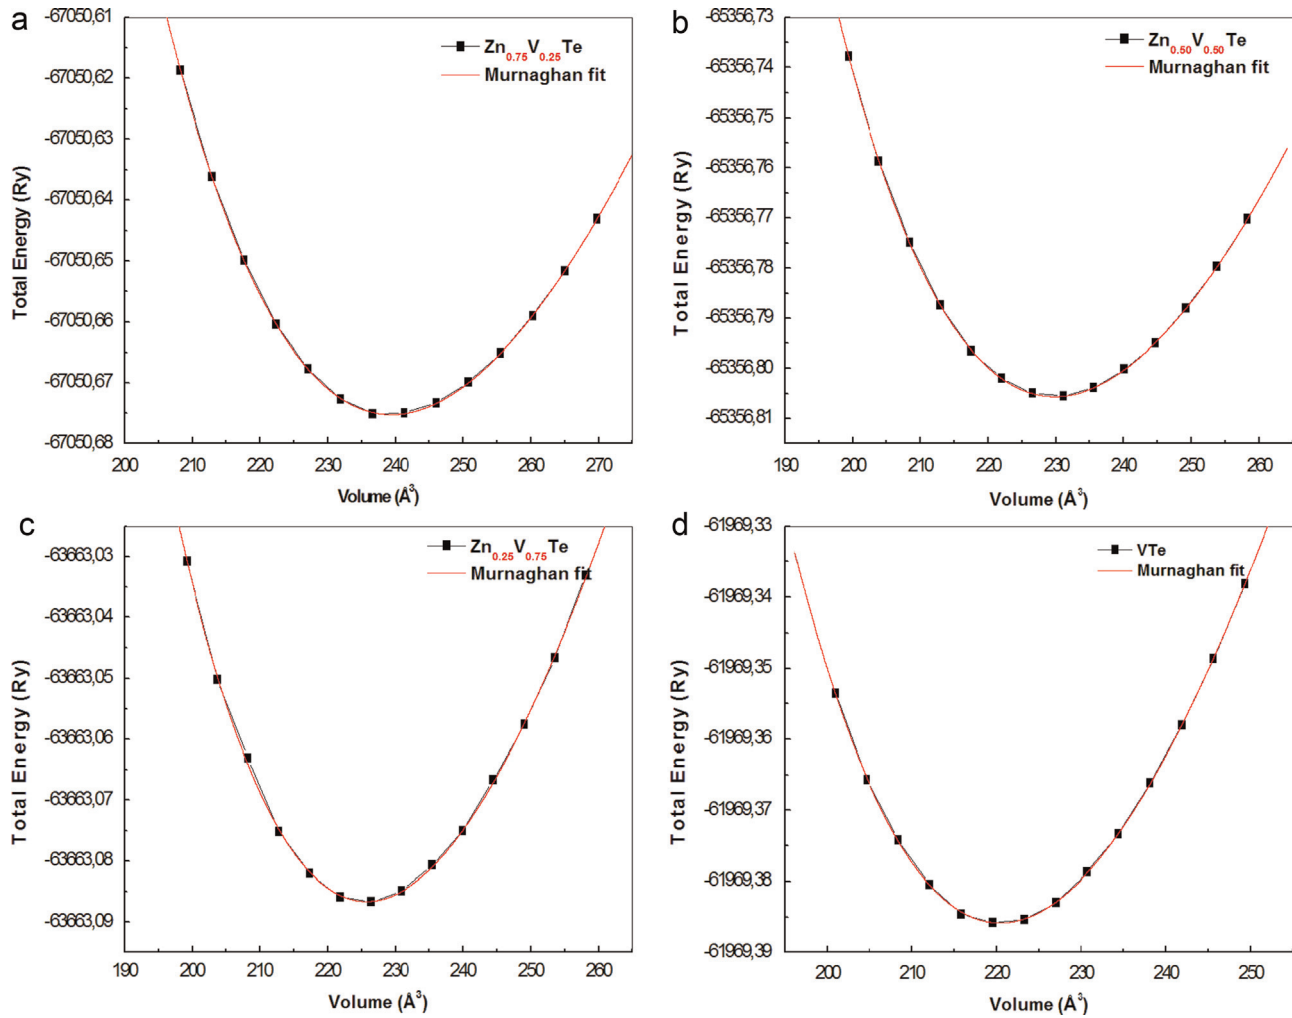 a
-67050,61
-67050,62
-67050,63
-67050,64
-67050,65
-67050,66
-67050,67
-67050,68
Total Energy (Ry)
Zn0.75V0.25Te
Murnaghan fit
200 210 220 230 240 250 260 270
Volume (Å3)
b
-65356,73
-65356,74
-65356,75
-65356,76
-65356,77
-65356,78
-65356,79
-65356,80
-65356,81
Total Energy (Ry)
Zn0.50V0.50Te
Murnaghan fit
190 200 210 220 230 240 250 260
Volume (Å3)
c
-63663,03
-63663,04
-63663,05
-63663,06
-63663,07
-63663,08
-63663,09
Total Energy (Ry)
Zn0.25V0.75Te
Murnaghan fit
190 200 210 220 230 240 250 260
Volume (Å3)
d
-61969,33
-61969,34
-61969,35
-61969,36
-61969,37
-61969,38
-61969,39
Total Energy (Ry)
VTe
Murnaghan fit
200 210 220 230 240 250
Volume (Å3)